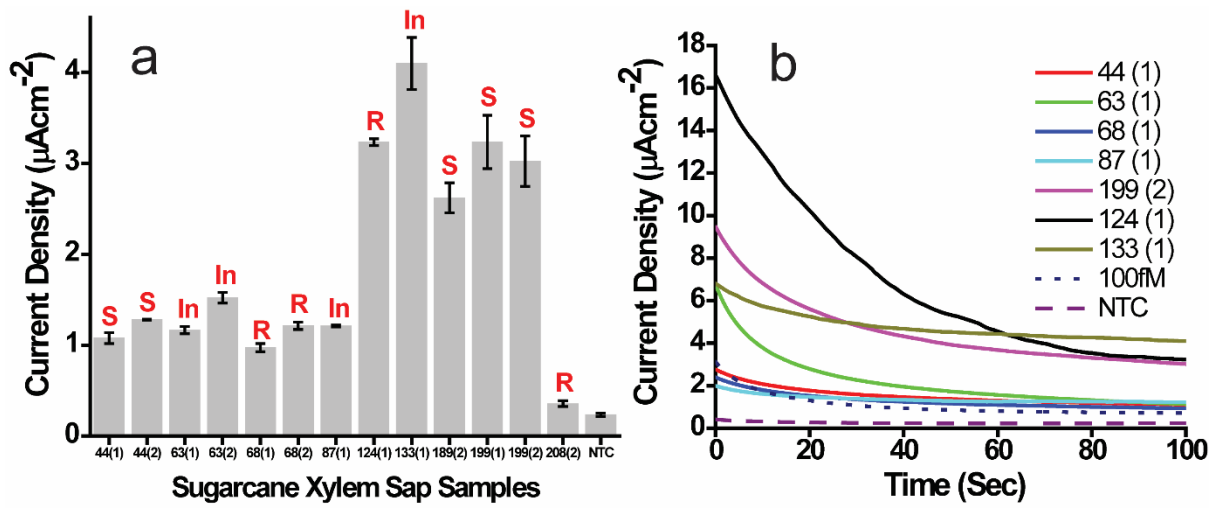 a
Current Density (µAcm⁻²)
4
3
2
1
0
S
S
In
In
R
R
In
R
In
S
S
S
R
44(1) 44(2) 63(1) 63(2) 68(1) 68(2) 87(1) 124(1) 133(1) 189(2) 199(1) 199(2) 208(2) NTC
Sugarcane Xylem Sap Samples
b
Current Density (µAcm⁻²)
18
16
14
12
10
8
6
4
2
0
44 (1)
63 (1)
68 (1)
87 (1)
199 (2)
124 (1)
133 (1)
100fM
NTC
0 20 40 60 80 100
Time (Sec)